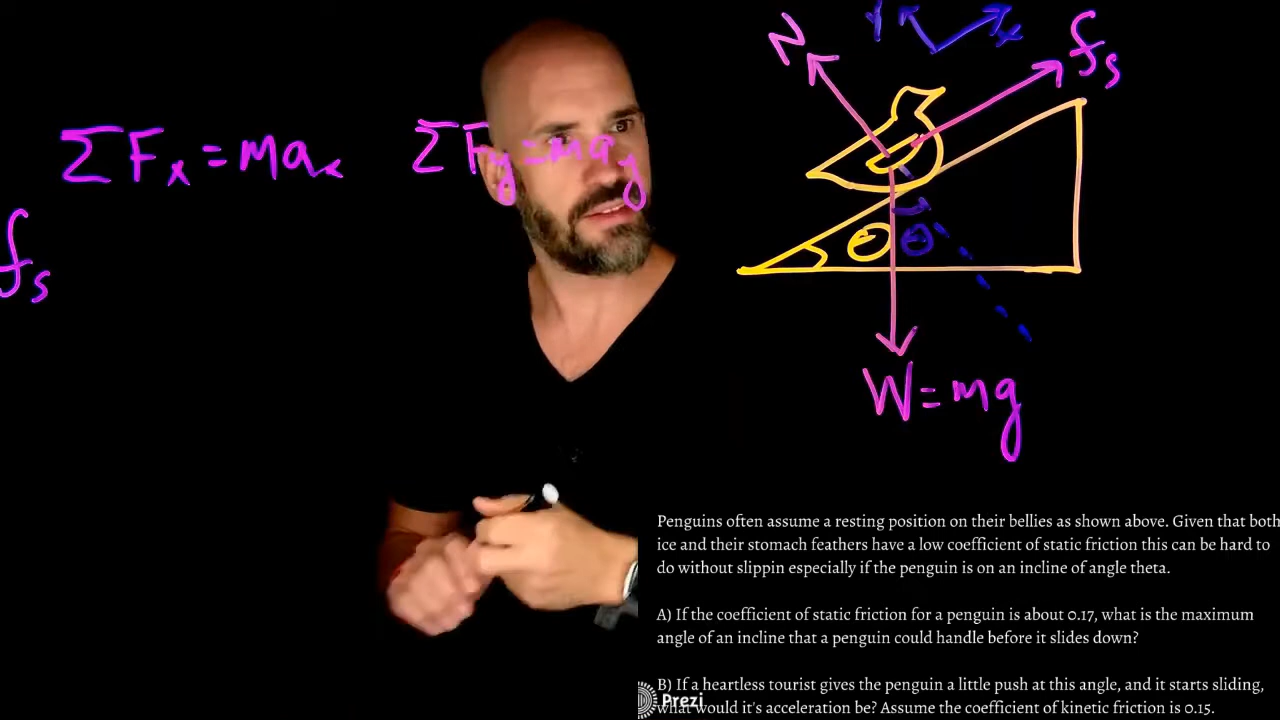 ΣFx = max
ΣFy = may
fs
N
Y
x
fs
θ
θ
W = mg
Penguins often assume a resting position on their bellies as shown above. Given that both
ice and their stomach feathers have a low coefficient of static friction this can be hard to
do without slippin especially if the penguin is on an incline of angle theta.
A) If the coefficient of static friction for a penguin is about 0.17, what is the maximum
angle of an incline that a penguin could handle before it slides down?
B) If a heartless tourist gives the penguin a little push at this angle, and it starts sliding,
what would it's acceleration be? Assume the coefficient of kinetic friction is 0.15.
Prezi